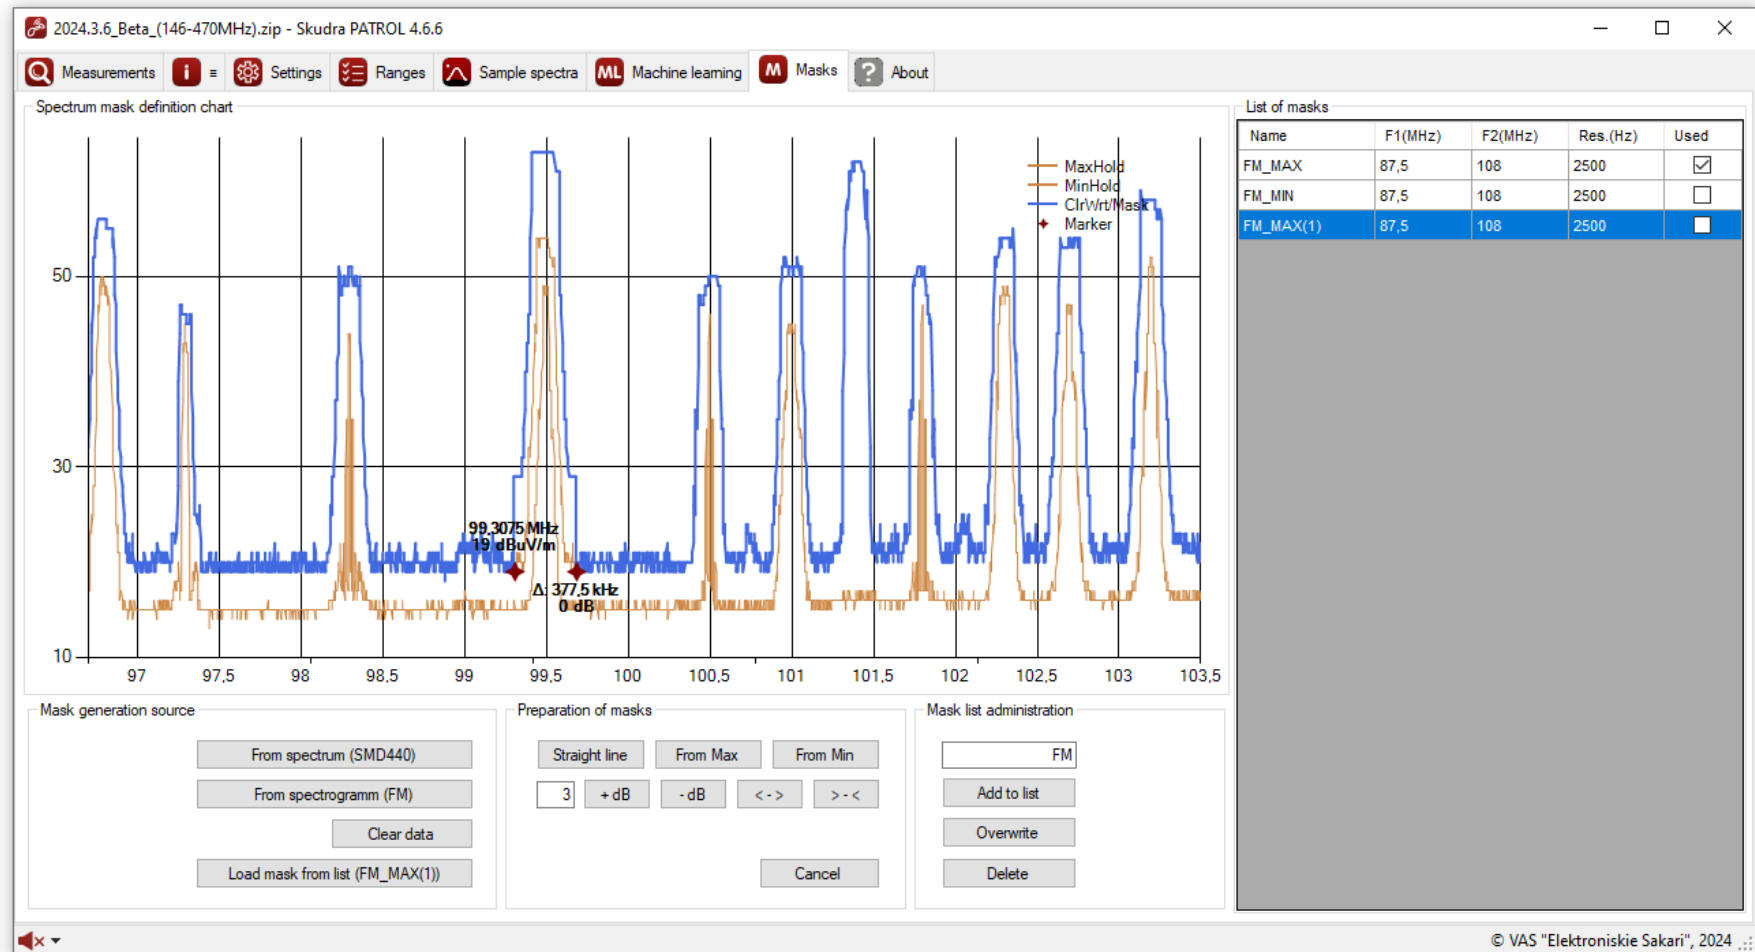 2024.3.6_Beta_(146-470MHz).zip - Skudra PATROL 4.6.6
Measurements
i
Settings
Ranges
Sample spectra
ML Machine learning
M Masks
? About
Spectrum mask definition chart
MaxHold
MinHold
ClrWrt/Mask
Marker
50
30
10
99,3075 MHz
19 dBuV/m
Δ: 377,5 kHz
0 dB
97 97,5 98 98,5 99 99,5 100 100,5 101 101,5 102 102,5 103 103,5
List of masks
Name F1(MHz) F2(MHz) Res.(Hz) Used
FM_MAX 87,5 108 2500
FM_MIN 87,5 108 2500
FM_MAX(1) 87,5 108 2500
Mask generation source
From spectrum (SMD440)
From spectrogramm (FM)
Clear data
Load mask from list (FM_MAX(1))
Preparation of masks
Straight line From Max From Min
3 + dB - dB < - > > - <
Cancel
Mask list administration
FM
Add to list
Overwrite
Delete
© VAS "Elektroniskie Sakari", 2024